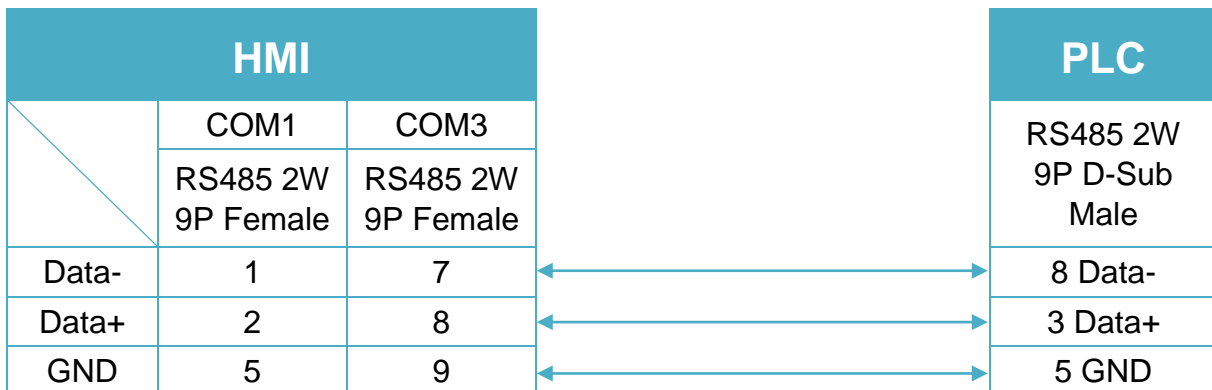 HMI
PLC
COM1
COM3
RS485 2W
9P Female
RS485 2W
9P Female
RS485 2W
9P D-Sub
Male
Data-
1
7
8 Data-
Data+
2
8
3 Data+
GND
5
9
5 GND